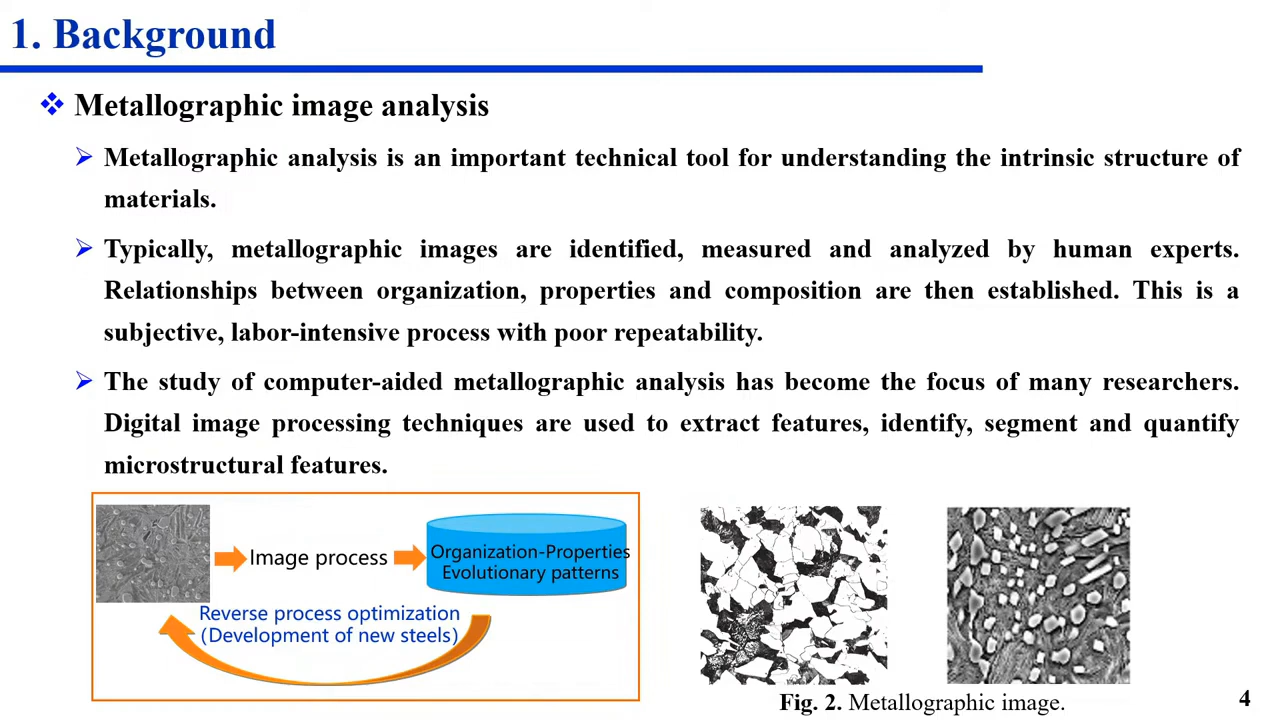 1. Background
Metallographic image analysis
Metallographic analysis is an important technical tool for understanding the intrinsic structure of
materials.
Typically, metallographic images are identified, measured and analyzed by human experts.
Relationships between organization, properties and composition are then established. This is a
subjective, labor-intensive process with poor repeatability.
The study of computer-aided metallographic analysis has become the focus of many researchers.
Digital image processing techniques are used to extract features, identify, segment and quantify
microstructural features.
Image process
Organization-Properties
Evolutionary patterns
Reverse process optimization
(Development of new steels)
Fig. 2. Metallographic image.
4